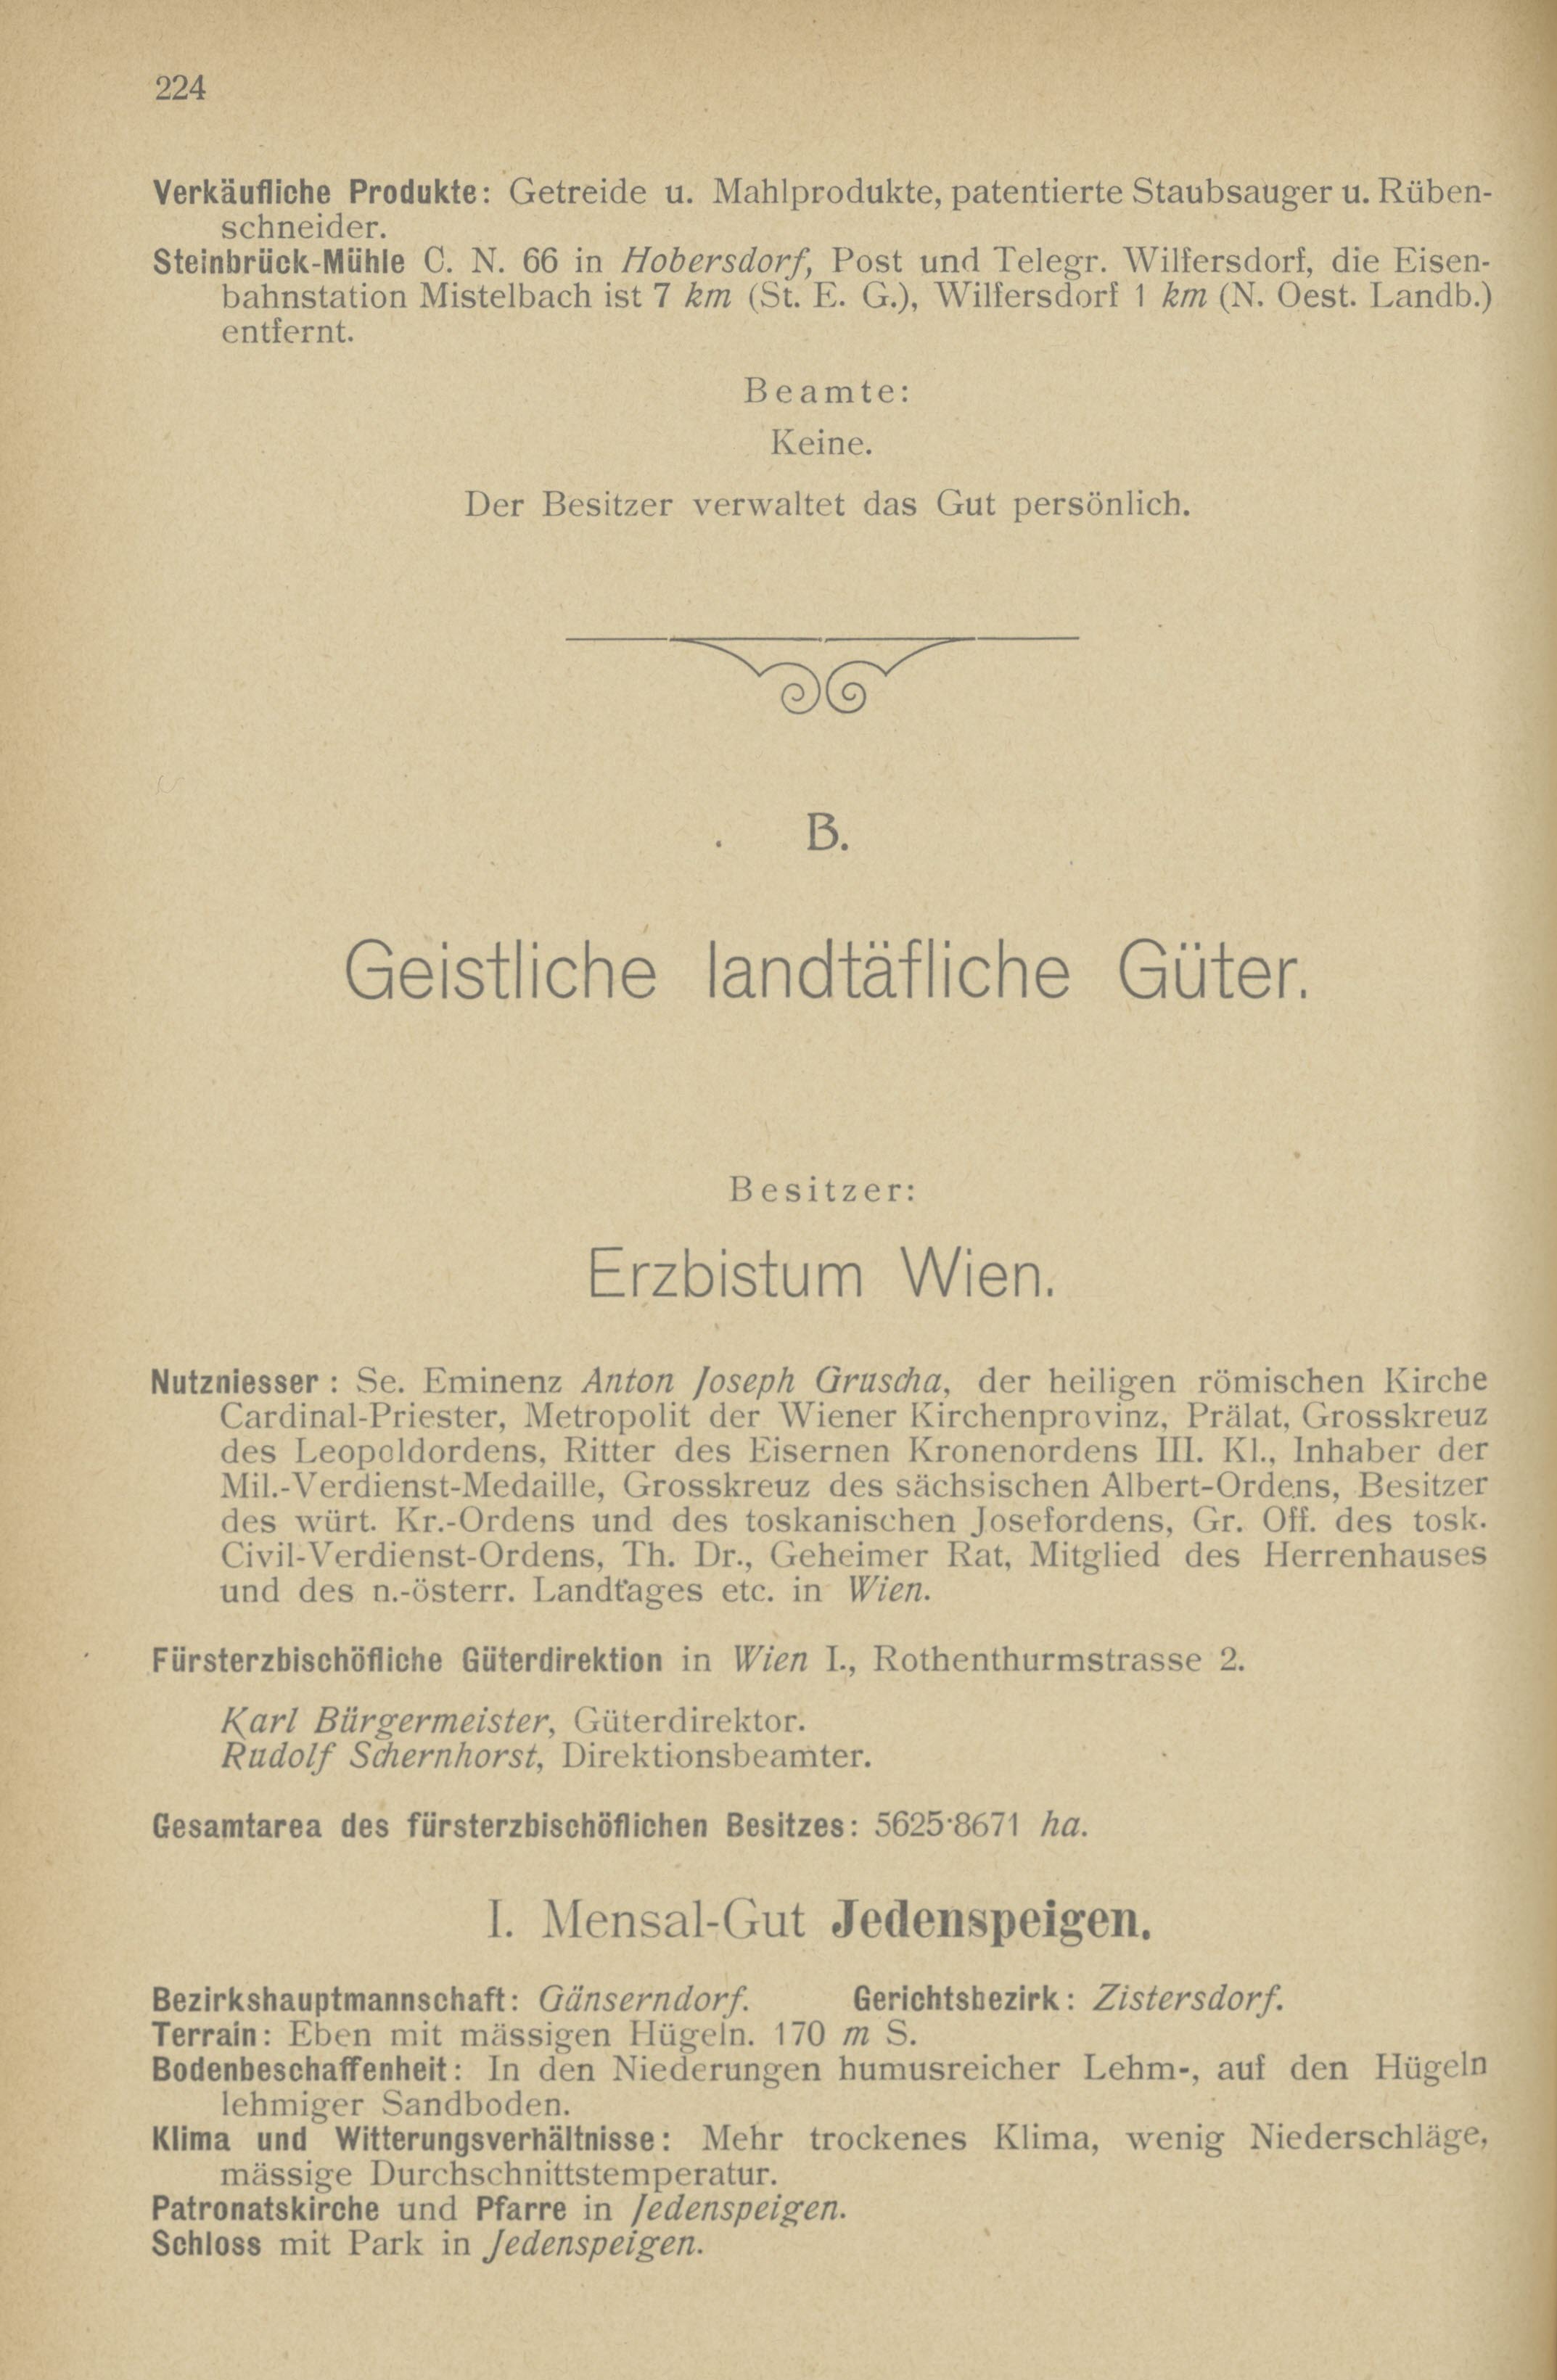 224
Verkäufliche Produkte: Getreide u. Mahlprodukte, patentierte Staubsauger u. Rüben-
schneider.
Steinbrück-Mühle C. N. 66 in Hobersdorf, Post und Telegr. Wilfersdorf, die Eisen-
bahnstation Mistelbach ist 7 km (St. E. G.), Wilfersdorf 1 km (N. Oest. Landb.)
entfernt.
Beamte:
Keine.
Der Besitzer verwaltet das Gut persönlich.
B.
Geistliche landtäfliche Güter.
Besitzer:
Erzbistum Wien.
Nutzniesser: Se. Eminenz Anton Joseph Gruscha, der heiligen römischen Kirche
Cardinal-Priester, Metropolit der Wiener Kirchenprovinz, Prälat, Grosskreuz
des Leopoldordens, Ritter des Eisernen Kronenordens III. Kl., Inhaber der
Mil.-Verdienst-Medaille, Grosskreuz des sächsischen Albert-Ordens, Besitzer
des würt. Kr.-Ordens und des toskanischen Josefordens, Gr. Off. des tosk.
Civil-Verdienst-Ordens, Th. Dr., Geheimer Rat, Mitglied des Herrenhauses
und des n.-österr. Landtages etc. in Wien.
Fürsterzbischöfliche Güterdirektion in Wien I., Rothenthurmstrasse 2.
Karl Bürgermeister, Güterdirektor.
Rudolf Schernhorst, Direktionsbeamter.
Gesamtarea des fürsterzbischöflichen Besitzes: 5625·8671 ha.
I. Mensal-Gut Jedenspeigen.
Bezirkshauptmannschaft: Gänserndorf. Gerichtsbezirk: Zistersdorf.
Terrain: Eben mit mässigen Hügeln. 170 m S.
Bodenbeschaffenheit: In den Niederungen humusreicher Lehm-, auf den Hügeln
lehmiger Sandboden.
Klima und Witterungsverhältnisse: Mehr trockenes Klima, wenig Niederschläge,
mässige Durchschnittstemperatur.
Patronatskirche und Pfarre in Jedenspeigen.
Schloss mit Park in Jedenspeigen.